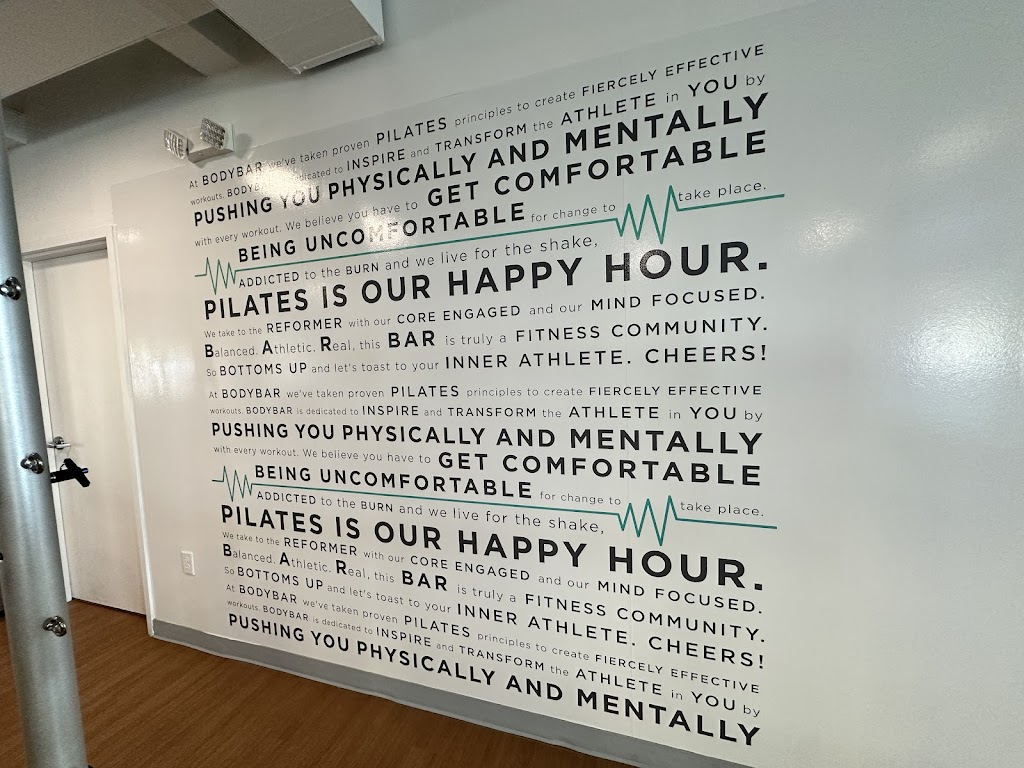 At BODYBAR we've taken proven PILATES principles to create FIERCELY EFFECTIVE
workouts. BODYBAR is dedicated to INSPIRE and TRANSFORM the ATHLETE in YOU by
PUSHING YOU PHYSICALLY AND MENTALLY
with every workout. We believe you have to GET COMFORTABLE
BEING UNCOMFORTABLE for change to take place.
ADDICTED to the BURN and we live for the shake,
PILATES IS OUR HAPPY HOUR.
We take to the REFORMER with our CORE ENGAGED and our MIND FOCUSED.
Balanced. Athletic. Real, this BAR is truly a FITNESS COMMUNITY.
So BOTTOMS UP and let's toast to your INNER ATHLETE. CHEERS!
At BODYBAR we've taken proven PILATES principles to create FIERCELY EFFECTIVE
workouts. BODYBAR is dedicated to INSPIRE and TRANSFORM the ATHLETE in YOU by
PUSHING YOU PHYSICALLY AND MENTALLY
with every workout. We believe you have to GET COMFORTABLE
BEING UNCOMFORTABLE for change to take place.
ADDICTED to the BURN and we live for the shake,
PILATES IS OUR HAPPY HOUR.
We take to the REFORMER with our CORE ENGAGED and our MIND FOCUSED.
Balanced. Athletic. Real, this BAR is truly a FITNESS COMMUNITY.
So BOTTOMS UP and let's toast to your INNER ATHLETE. CHEERS!
At BODYBAR we've taken proven PILATES principles to create FIERCELY EFFECTIVE
workouts. BODYBAR is dedicated to INSPIRE and TRANSFORM the ATHLETE in YOU by
PUSHING YOU PHYSICALLY AND MENTALLY